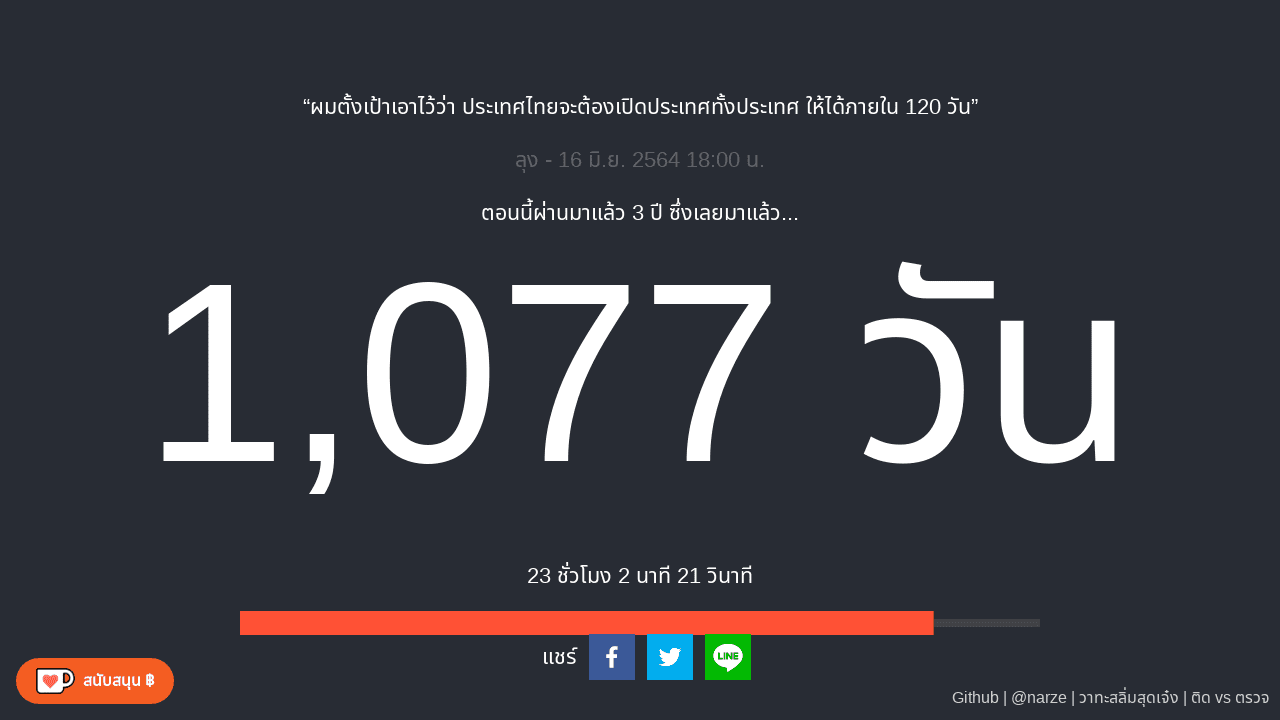 “ผมตั้งเป้าเอาไว้ว่า ประเทศไทยจะต้องเปิดประเทศทั้งประเทศ ให้ได้ภายใน 120 วัน”
ลุง - 16 มิ.ย. 2564 18:00 น.
ตอนนี้ผ่านมาแล้ว 3 ปี ซึ่งเลยมาแล้ว...
1,077 วัน
23 ชั่วโมง 2 นาที 21 วินาที
แชร์
LINE
สนับสนุน ฿
Github | @narze | วาทะสลิ่มสุดเจ๋ง | ติด vs ตรวจ